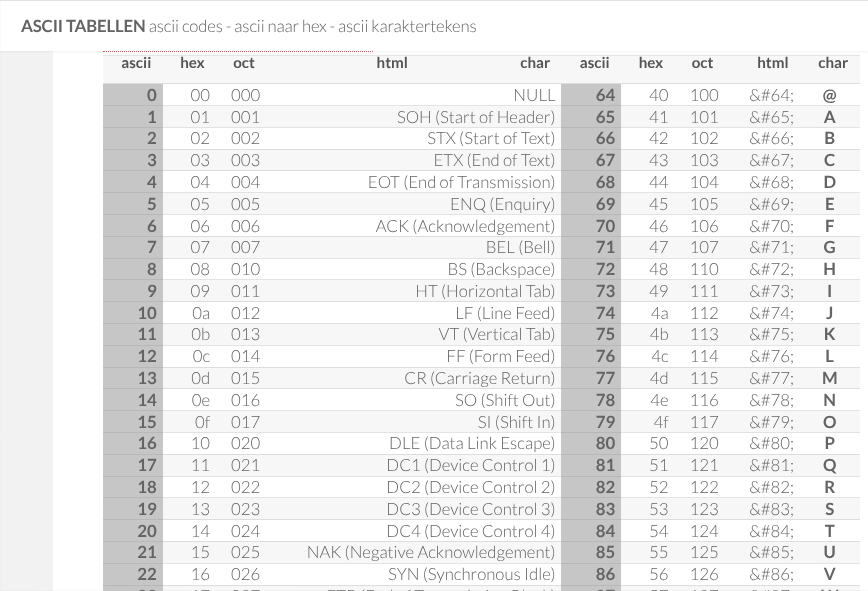 ASCII TABELLEN ascii codes - ascii naar hex - ascii karaktertekens
ascii hex oct html char ascii hex oct html char
0 00 000 NULL 64 40 100 &#64; @
1 01 001 SOH (Start of Header) 65 41 101 &#65; A
2 02 002 STX (Start of Text) 66 42 102 &#66; B
3 03 003 ETX (End of Text) 67 43 103 &#67; C
4 04 004 EOT (End of Transmission) 68 44 104 &#68; D
5 05 005 ENQ (Enquiry) 69 45 105 &#69; E
6 06 006 ACK (Acknowledgement) 70 46 106 &#70; F
7 07 007 BEL (Bell) 71 47 107 &#71; G
8 08 010 BS (Backspace) 72 48 110 &#72; H
9 09 011 HT (Horizontal Tab) 73 49 111 &#73; I
10 0a 012 LF (Line Feed) 74 4a 112 &#74; J
11 0b 013 VT (Vertical Tab) 75 4b 113 &#75; K
12 0c 014 FF (Form Feed) 76 4c 114 &#76; L
13 0d 015 CR (Carriage Return) 77 4d 115 &#77; M
14 0e 016 SO (Shift Out) 78 4e 116 &#78; N
15 0f 017 SI (Shift In) 79 4f 117 &#79; O
16 10 020 DLE (Data Link Escape) 80 50 120 &#80; P
17 11 021 DC1 (Device Control 1) 81 51 121 &#81; Q
18 12 022 DC2 (Device Control 2) 82 52 122 &#82; R
19 13 023 DC3 (Device Control 3) 83 53 123 &#83; S
20 14 024 DC4 (Device Control 4) 84 54 124 &#84; T
21 15 025 NAK (Negative Acknowledgement) 85 55 125 &#85; U
22 16 026 SYN (Synchronous Idle) 86 56 126 &#86; V